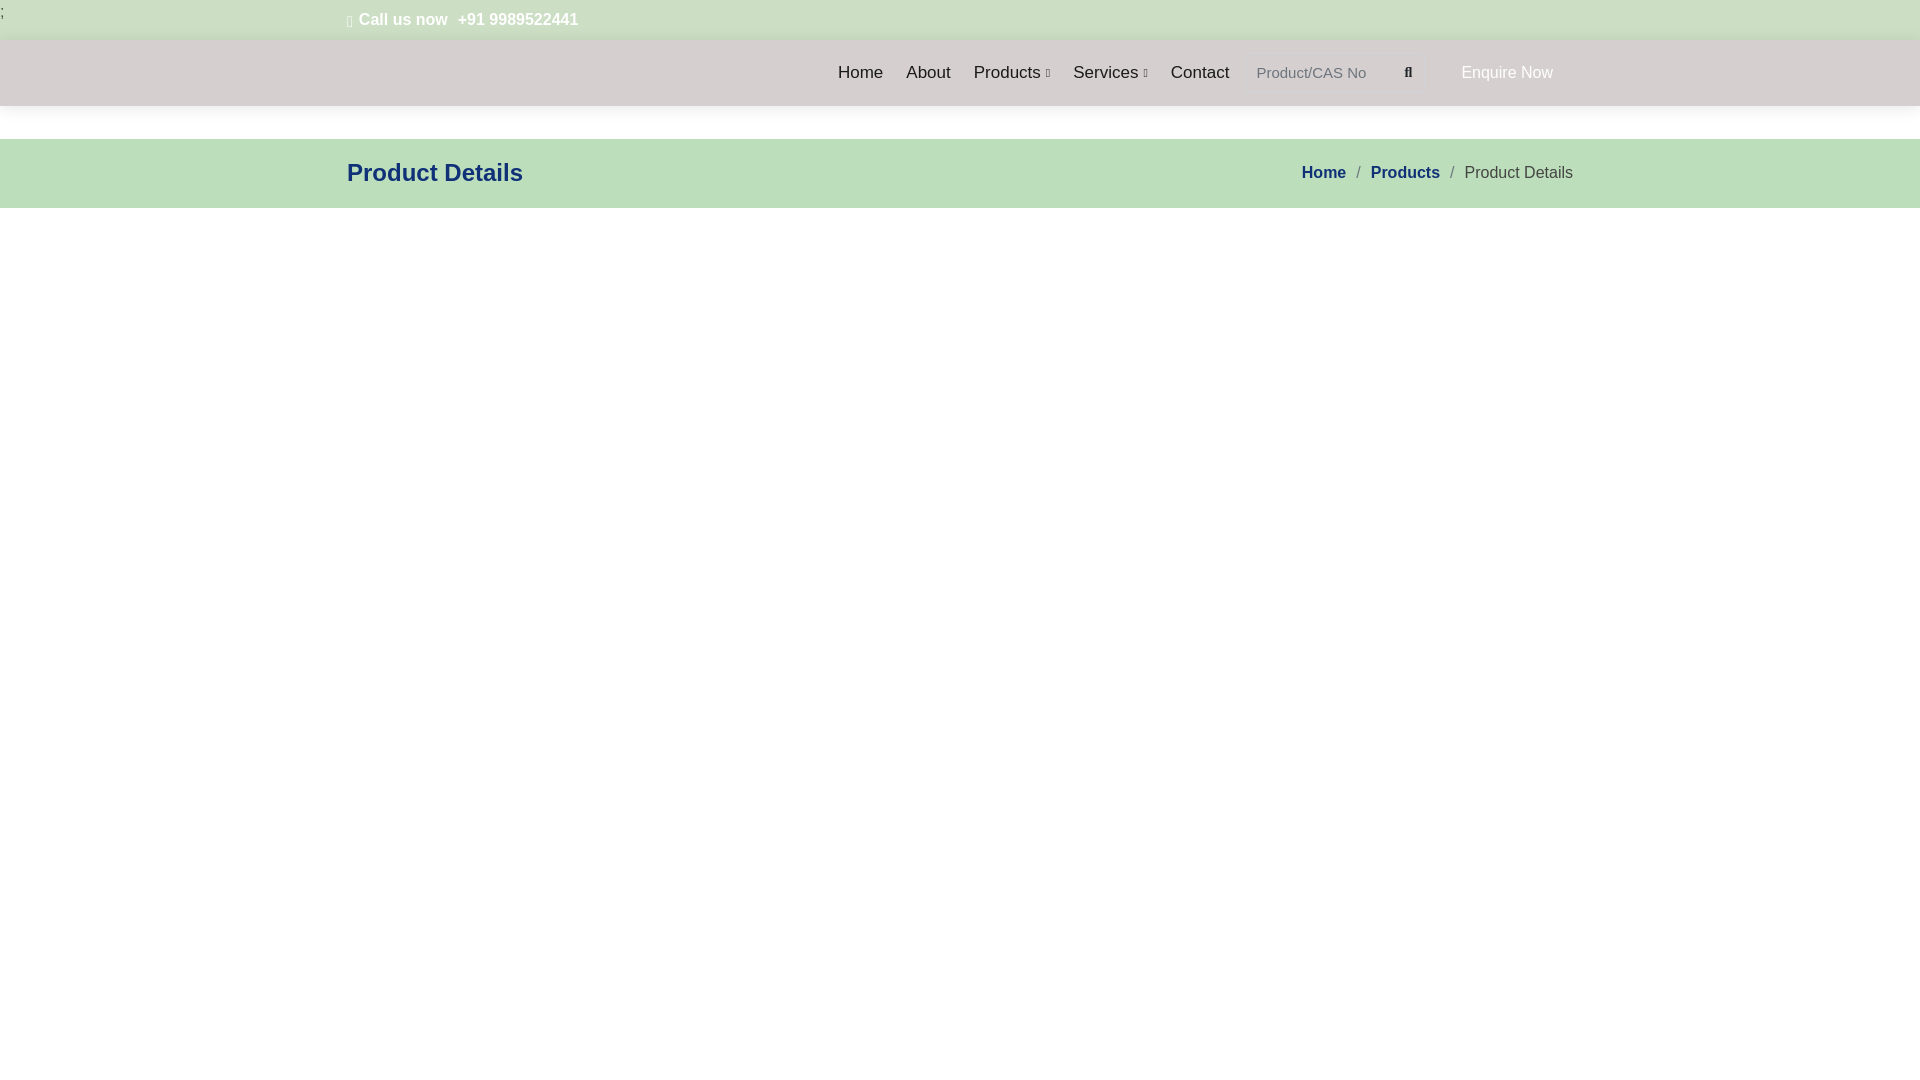 ;
Call us now +91 9989522441
Home About Products Services Contact Product/CAS No Enquire Now
Product Details
Home / Products / Product Details